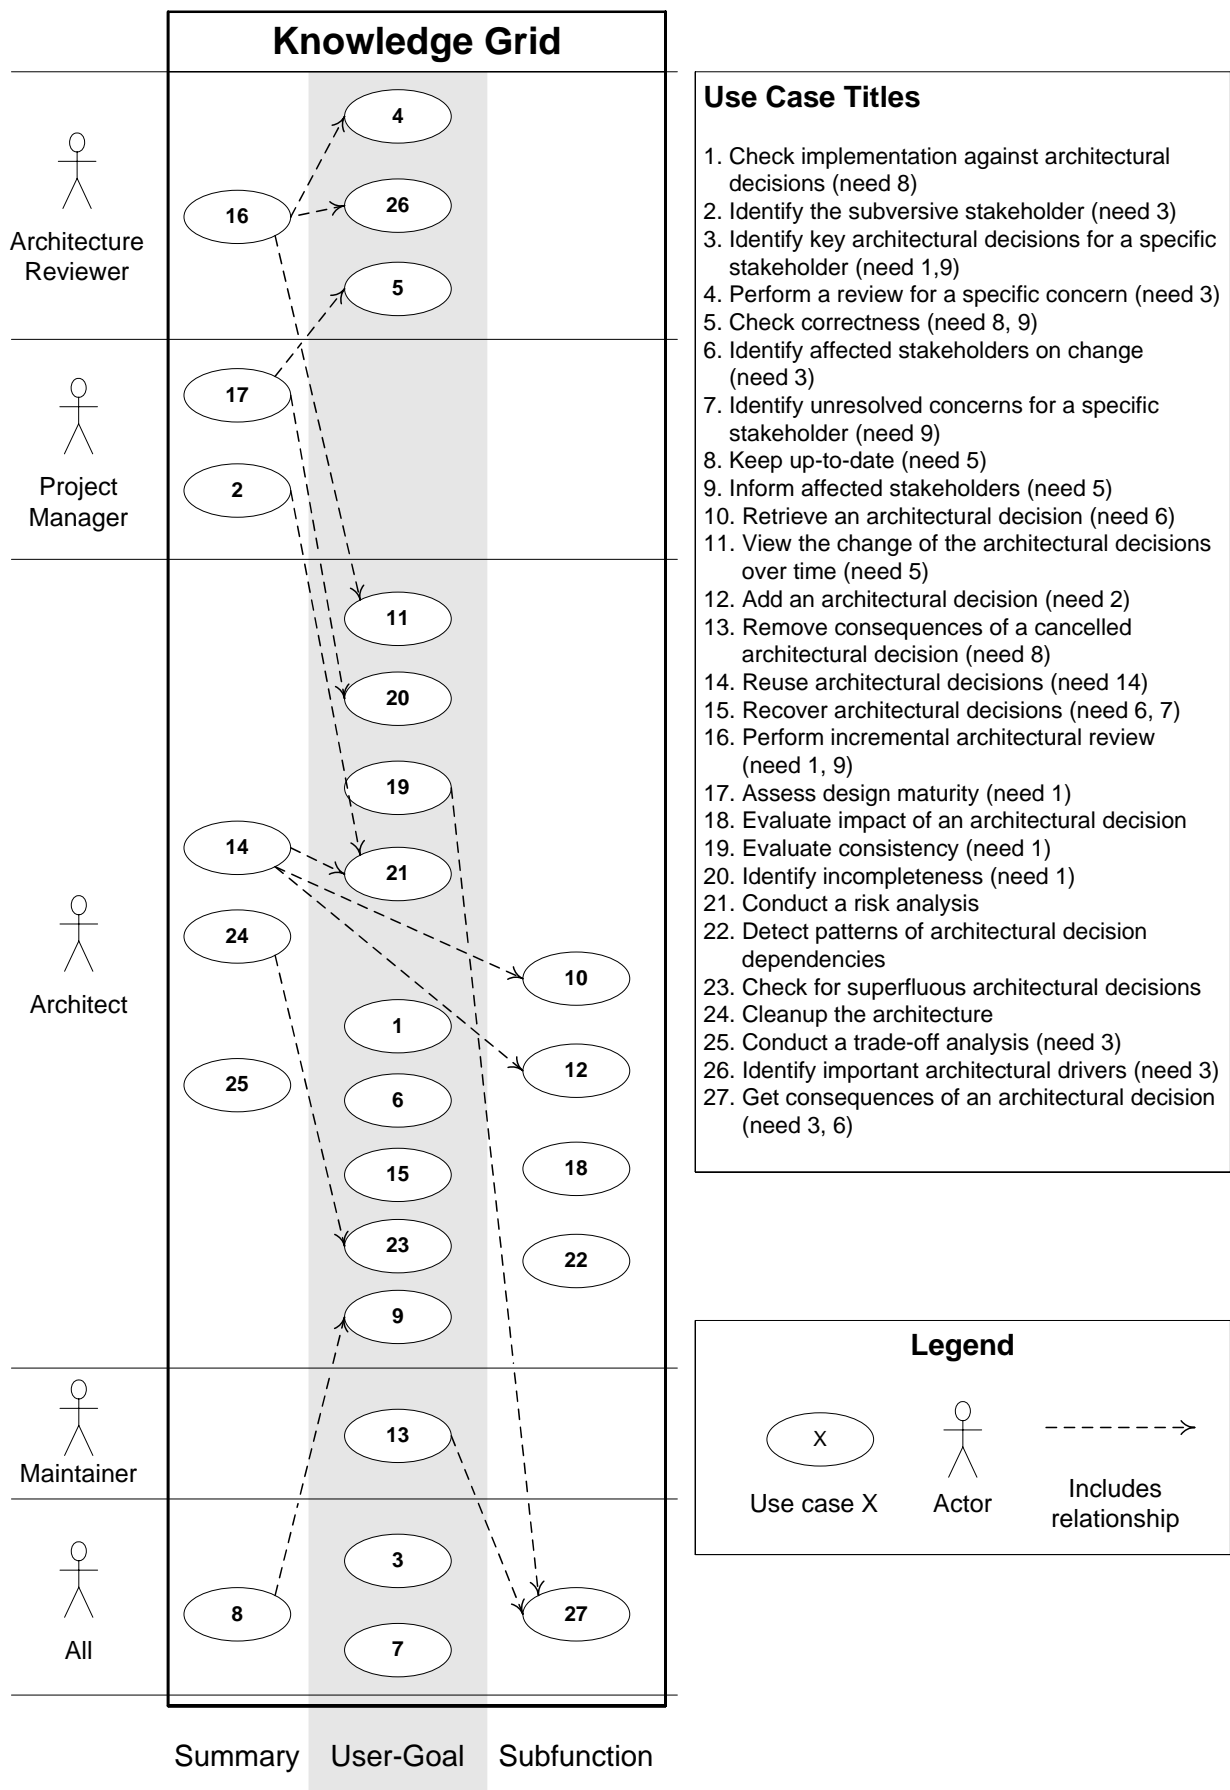 Knowledge Grid
4
16
26
Architecture
Reviewer
5
17
Project
Manager
2
11
20
19
14
21
24
10
Architect
1
12
25
6
18
15
23
22
9
13
Maintainer
3
8
27
All
7
Summary
User-Goal
Subfunction
Use Case Titles
1. Check implementation against architectural
decisions (need 8)
2. Identify the subversive stakeholder (need 3)
3. Identify key architectural decisions for a specific
stakeholder (need 1,9)
4. Perform a review for a specific concern (need 3)
5. Check correctness (need 8, 9)
6. Identify affected stakeholders on change
(need 3)
7. Identify unresolved concerns for a specific
stakeholder (need 9)
8. Keep up-to-date (need 5)
9. Inform affected stakeholders (need 5)
10. Retrieve an architectural decision (need 6)
11. View the change of the architectural decisions
over time (need 5)
12. Add an architectural decision (need 2)
13. Remove consequences of a cancelled
architectural decision (need 8)
14. Reuse architectural decisions (need 14)
15. Recover architectural decisions (need 6, 7)
16. Perform incremental architectural review
(need 1, 9)
17. Assess design maturity (need 1)
18. Evaluate impact of an architectural decision
19. Evaluate consistency (need 1)
20. Identify incompleteness (need 1)
21. Conduct a risk analysis
22. Detect patterns of architectural decision
dependencies
23. Check for superfluous architectural decisions
24. Cleanup the architecture
25. Conduct a trade-off analysis (need 3)
26. Identify important architectural drivers (need 3)
27. Get consequences of an architectural decision
(need 3, 6)
Legend
X
Use case X
Actor
Includes
relationship